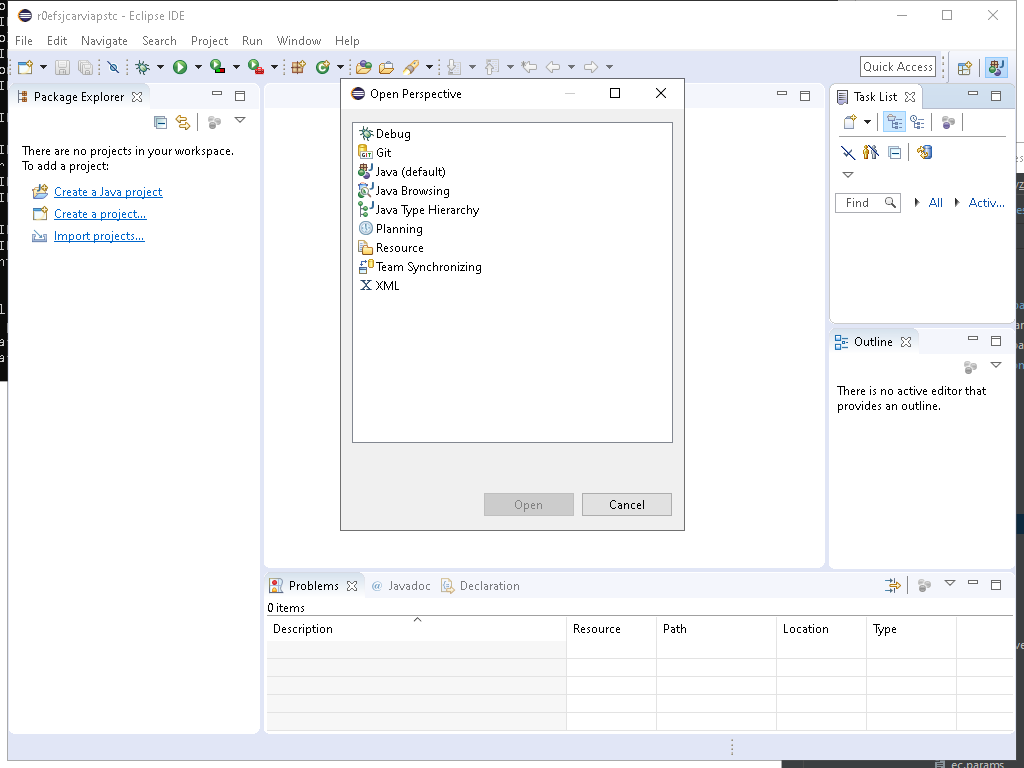 r0efsjcarviapstc - Eclipse IDE
File Edit Navigate Search Project Run Window Help
Quick Access
Package Explorer
There are no projects in your workspace.
To add a project:
Create a Java project
Create a project...
Import projects...
Open Perspective
Debug
Git
Java (default)
Java Browsing
Java Type Hierarchy
Planning
Resource
Team Synchronizing
XML
Open
Cancel
Task List
Find
All
Activ...
Outline
There is no active editor that
provides an outline.
Problems
@ Javadoc
Declaration
0 items
Description Resource Path Location Type
ec.params